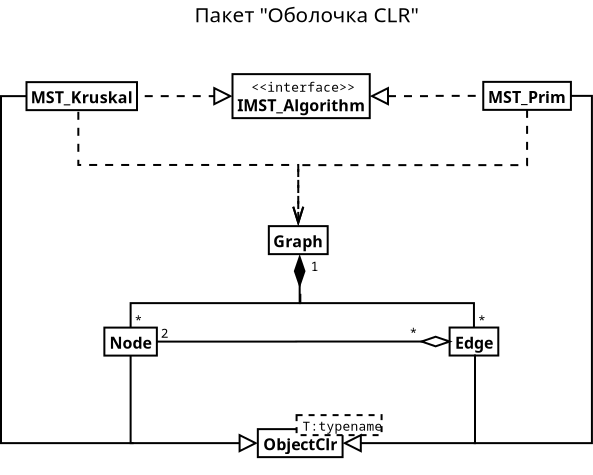 Пакет "Оболочка CLR"
<<interface>>
MST_Kruskal
IMST_Algorithm
MST_Prim
Graph
1
*
*
2
*
Node
Edge
T:typename
ObjectClr